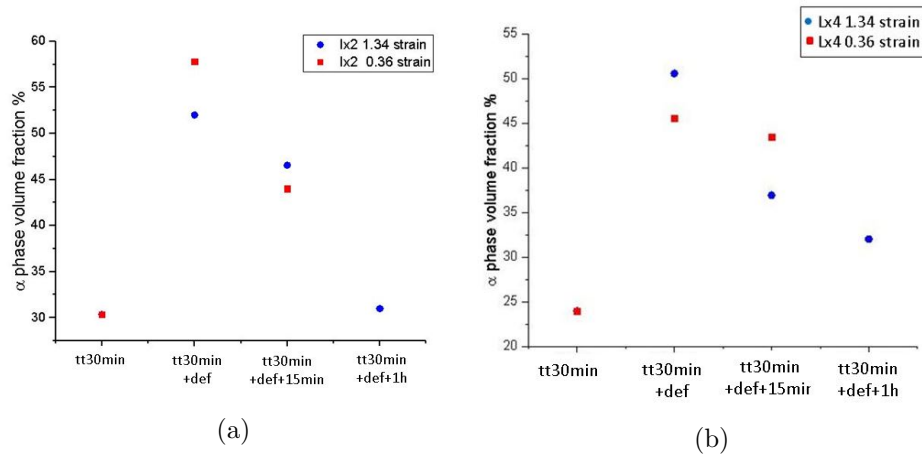 lx2 1.34 strain
lx2 0.36 strain
α phase volume fraction %
60
55
50
45
40
35
30
tt30min
tt30min
+def
tt30min
+def+15min
tt30min
+def+1h
(a)
Lx4 1.34 strain
Lx4 0.36 strain
α phase volume fraction %
55
50
45
40
35
30
25
20
tt30min
tt30min
+def
tt30min
+def+15mir
tt30min
+def+1h
(b)